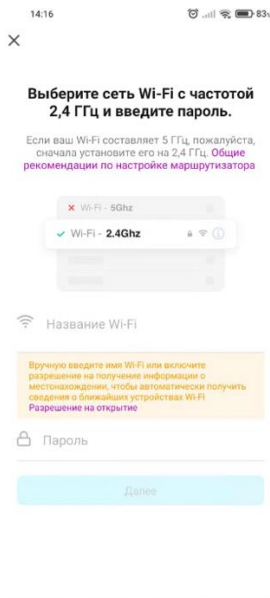 14:16
83%
Выберите сеть Wi-Fi с частотой
2,4 ГГц и введите пароль.
Если ваш Wi-Fi составляет 5 ГГц, пожалуйста,
сначала установите его на 2,4 ГГц. Общие
рекомендации по настройке маршрутизатора
Wi-Fi - 5Ghz
Wi-Fi - 2.4Ghz
Название Wi-Fi
Вручную введите имя Wi-Fi или включите
разрешение на получение информации о
местонахождении, чтобы автоматически получить
сведения о ближайших устройствах Wi-Fi
Разрешение на открытие
Пароль
Далее